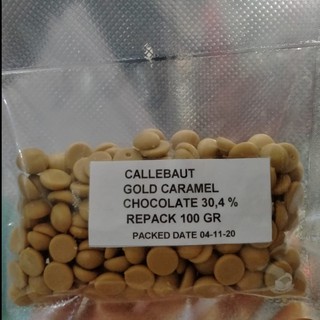 CALLEBAUT
GOLD CARAMEL
CHOCOLATE 30,4 %
REPACK 100 GR
PACKED DATE 04-11-20